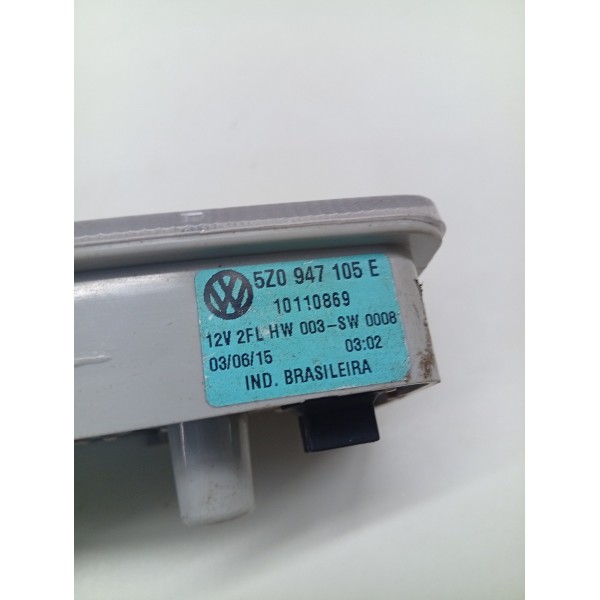 5Z0 947 105 E
10110869
12V 2FL HW 003-SW 0008
03/06/15 03:02
IND. BRASILEIRA